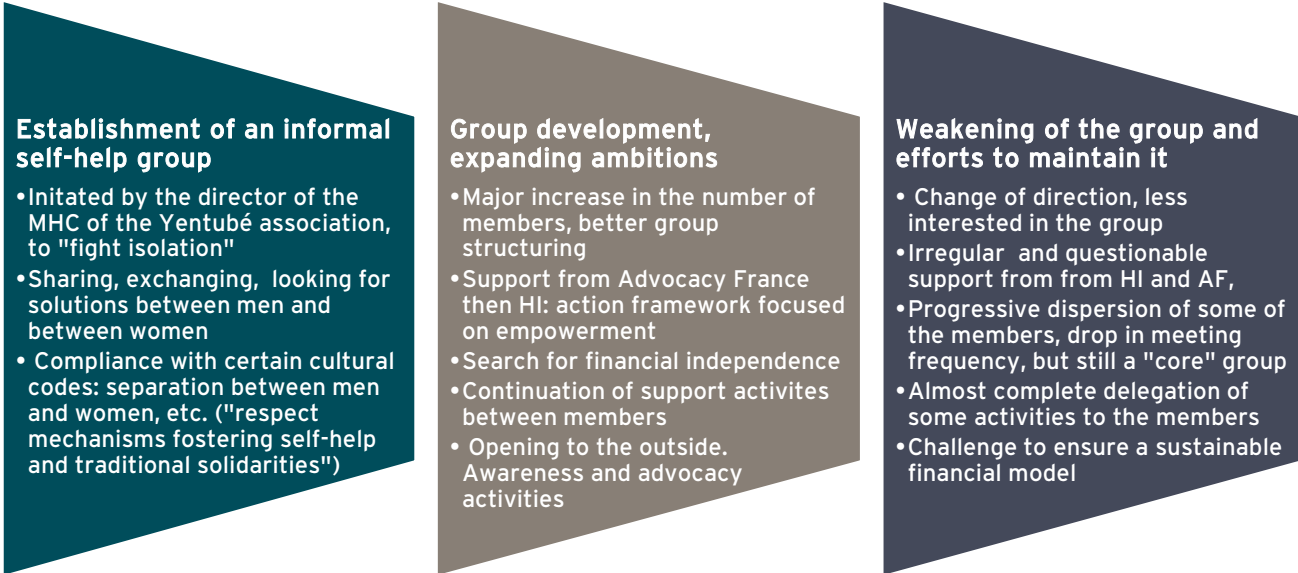 Establishment of an informal
self-help group
•Initated by the director of the
MHC of the Yentubé association,
to "fight isolation"
•Sharing, exchanging, looking for
solutions between men and
between women
• Compliance with certain cultural
codes: separation between men
and women, etc. ("respect
mechanisms fostering self-help
and traditional solidarities")
Group development,
expanding ambitions
•Major increase in the number of
members, better group
structuring
•Support from Advocacy France
then HI: action framework focused
on empowerment
•Search for financial independence
•Continuation of support activites
between members
• Opening to the outside.
Awareness and advocacy
activities
Weakening of the group and
efforts to maintain it
• Change of direction, less
interested in the group
•Irregular and questionable
support from from HI and AF,
•Progressive dispersion of some of
the members, drop in meeting
frequency, but still a "core" group
•Almost complete delegation of
some activities to the members
•Challenge to ensure a sustainable
financial model